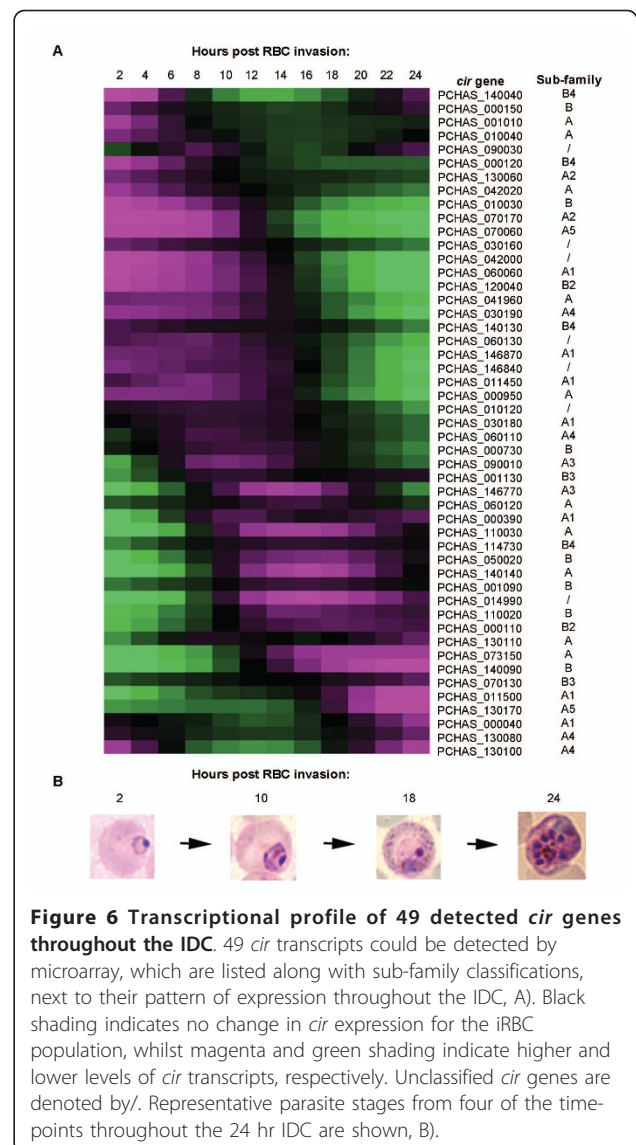 A
Hours post RBC invasion:
2 4 6 8 10 12 14 16 18 20 22 24
cir gene Sub-family
PCHAS_140040 B4
PCHAS_000150 B
PCHAS_001010 A
PCHAS_010040 A
PCHAS_090030 /
PCHAS_000120 B4
PCHAS_130060 A2
PCHAS_042020 A
PCHAS_010030 B
PCHAS_070170 A2
PCHAS_070060 A5
PCHAS_030160 /
PCHAS_042000 /
PCHAS_060060 A1
PCHAS_120040 B2
PCHAS_041960 A
PCHAS_030190 A4
PCHAS_140130 B4
PCHAS_060130 /
PCHAS_146870 A1
PCHAS_146840 /
PCHAS_011450 A1
PCHAS_000950 A
PCHAS_010120 /
PCHAS_030180 A1
PCHAS_060110 A4
PCHAS_000730 B
PCHAS_090010 A3
PCHAS_001130 B3
PCHAS_146770 A3
PCHAS_060120 A
PCHAS_000390 A1
PCHAS_110030 A
PCHAS_114730 B4
PCHAS_050020 B
PCHAS_140140 A
PCHAS_001090 B
PCHAS_014990 /
PCHAS_110020 B
PCHAS_000110 B2
PCHAS_130110 A
PCHAS_073150 A
PCHAS_140090 B
PCHAS_070130 B3
PCHAS_011500 A1
PCHAS_130170 A5
PCHAS_000040 A1
PCHAS_130080 A4
PCHAS_130100 A4
B
Hours post RBC invasion:
2 10 18 24
Figure 6 Transcriptional profile of 49 detected cir genes
throughout the IDC. 49 cir transcripts could be detected by
microarray, which are listed along with sub-family classifications,
next to their pattern of expression throughout the IDC, A). Black
shading indicates no change in cir expression for the iRBC
population, whilst magenta and green shading indicate higher and
lower levels of cir transcripts, respectively. Unclassified cir genes are
denoted by/. Representative parasite stages from four of the time-
points throughout the 24 hr IDC are shown, B).